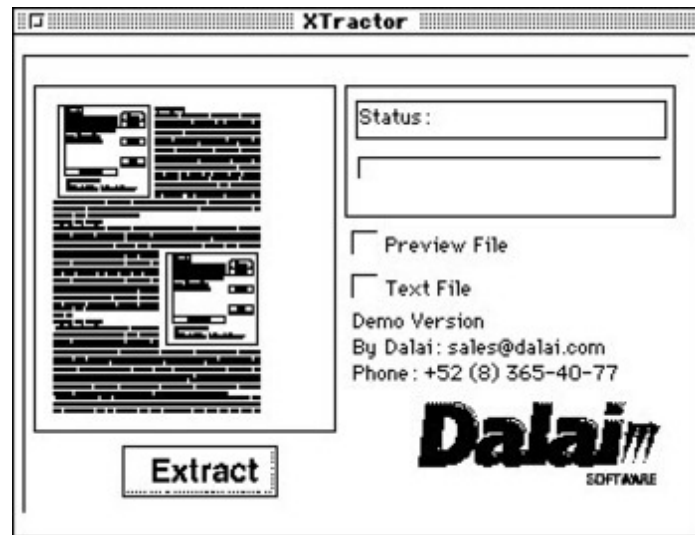 XTractor
Status:
Preview File
Text File
Demo Version
By Dalai: sales@dalai.com
Phone: +52 (8) 365-40-77
Extract
Dalai
SOFTWARE